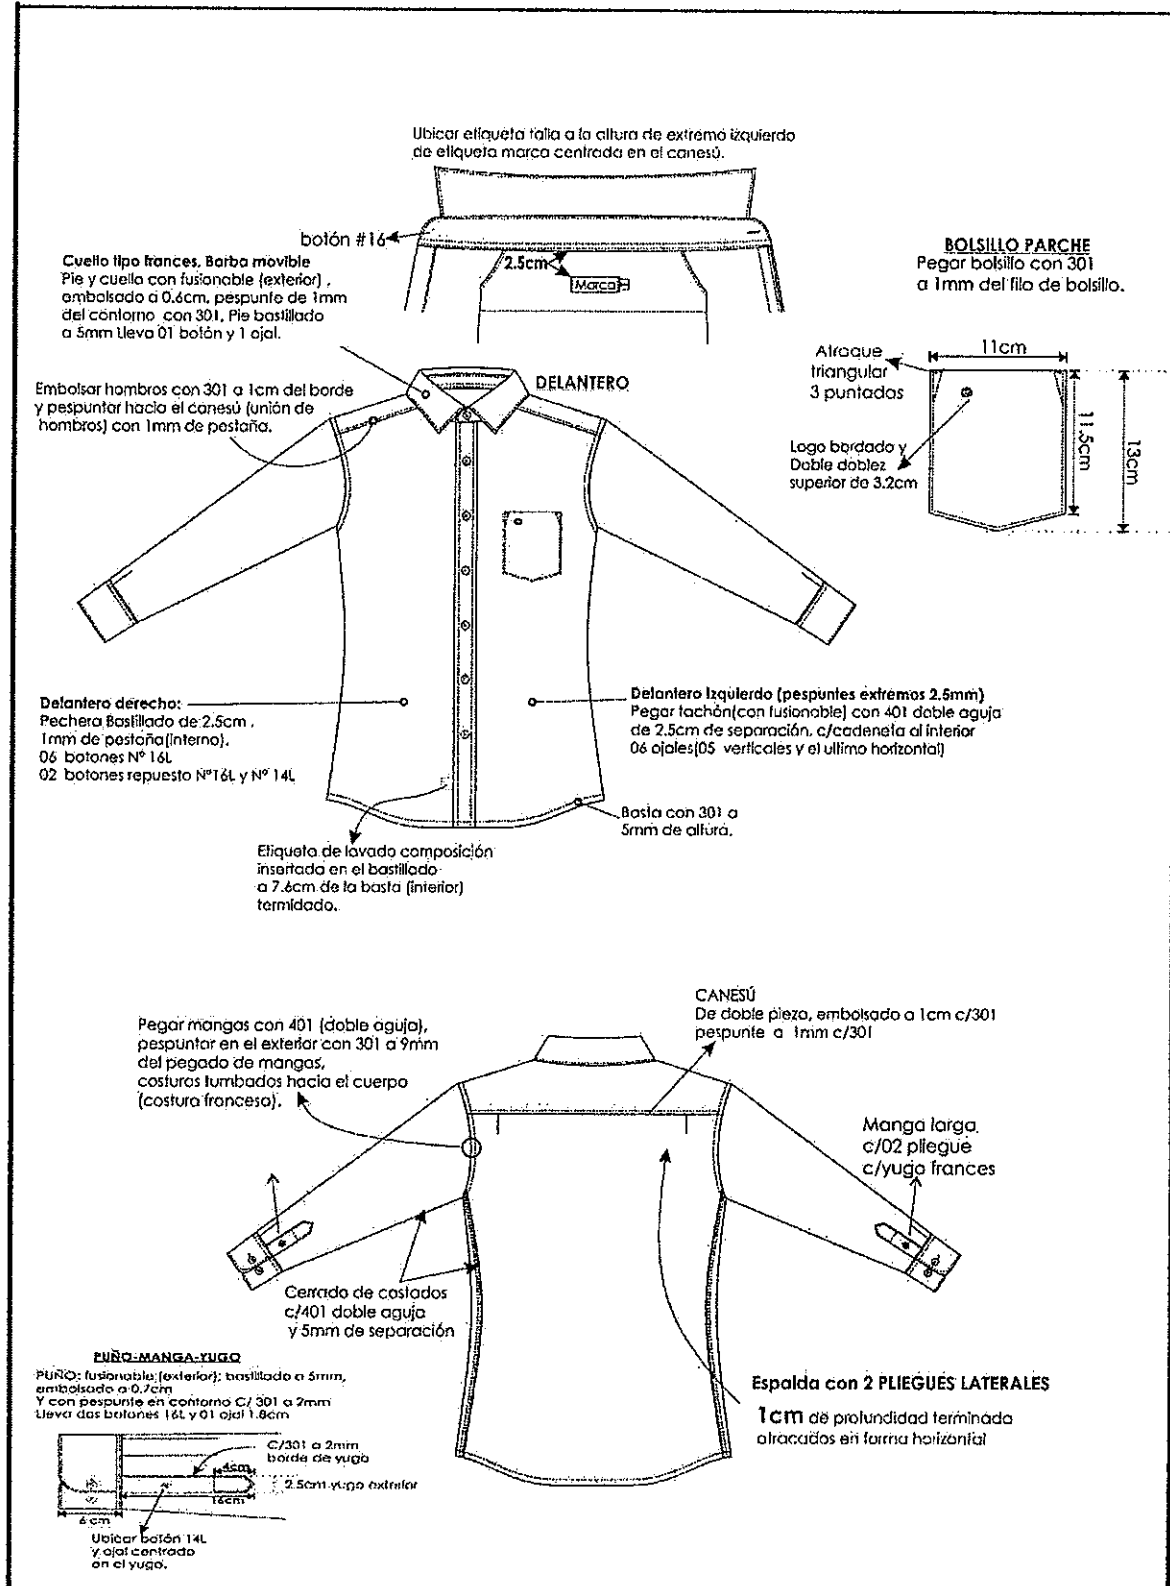 Ubicar etiqueta talla a la altura de extremo izquierdo
de etiqueta marca centrada en el canesú.
botón #16
2.5cm
Marca
Cuello tipo frances, Barba movible
Pie y cuello con fusionable (exterior) ,
embolsado a 0.6cm, pespunte de 1mm
del contorno con 301, Pie bastillado
a 5mm Lleva 01 botón y 1 ojal.
BOLSILLO PARCHE
Pegar bolsillo con 301
a 1mm del filo de bolsillo.
Atraque
triangular
3 puntadas
11cm
11.5cm
13cm
Logo bordado y
Doble doblez
superior de 3.2cm
DELANTERO
Embolsar hombros con 301 a 1cm del borde
y pespuntar hacia el canesú (unión de
hombros) con 1mm de pestaña.
Delantero derecho:
Pechera Bastillado de 2.5cm ,
1mm de pestaña(interno).
06 botones Nº 16L
02 botones repuesto Nº16L y Nº 14L
Delantero Izquierdo (pespuntes extremos 2.5mm)
Pegar tachón(con fusionable) con 401 doble aguja
de 2.5cm de separación, c/cadeneta al interior
06 ojales(05 verticales y el ultimo horizontal)
Basta con 301 a
5mm de altura.
Etiqueta de lavado composición
insertada en el bastillado
a 7.6cm de la basta (interior)
termidado.
Pegar mangas con 401 (doble aguja),
pespuntar en el exterior con 301 a 9mm
del pegado de mangas,
costuras tumbados hacia el cuerpo
(costura francesa).
CANESÚ
De doble pieza, embolsado a 1cm c/301
pespunte a 1mm c/301
Manga larga
c/02 pliegue
c/yugo frances
Cerrado de costados
c/401 doble aguja
y 5mm de separación
Espalda con 2 PLIEGUES LATERALES
1cm de profundidad terminada
atracados en forma horizontal
PUÑO-MANGA-YUGO
PUÑO: fusionable (exterior); bastillado a 5mm,
embolsado a 0.7cm
Y con pespunte en contorno C/ 301 a 2mm
Lleva dos botones 16L y 01 ojal 1.8cm
C/301 a 2mm
borde de yugo
4cm
2.5cm yugo exterior
16cm
6 cm
Ubicar botón 14L
y ojal centrado
en el yugo.